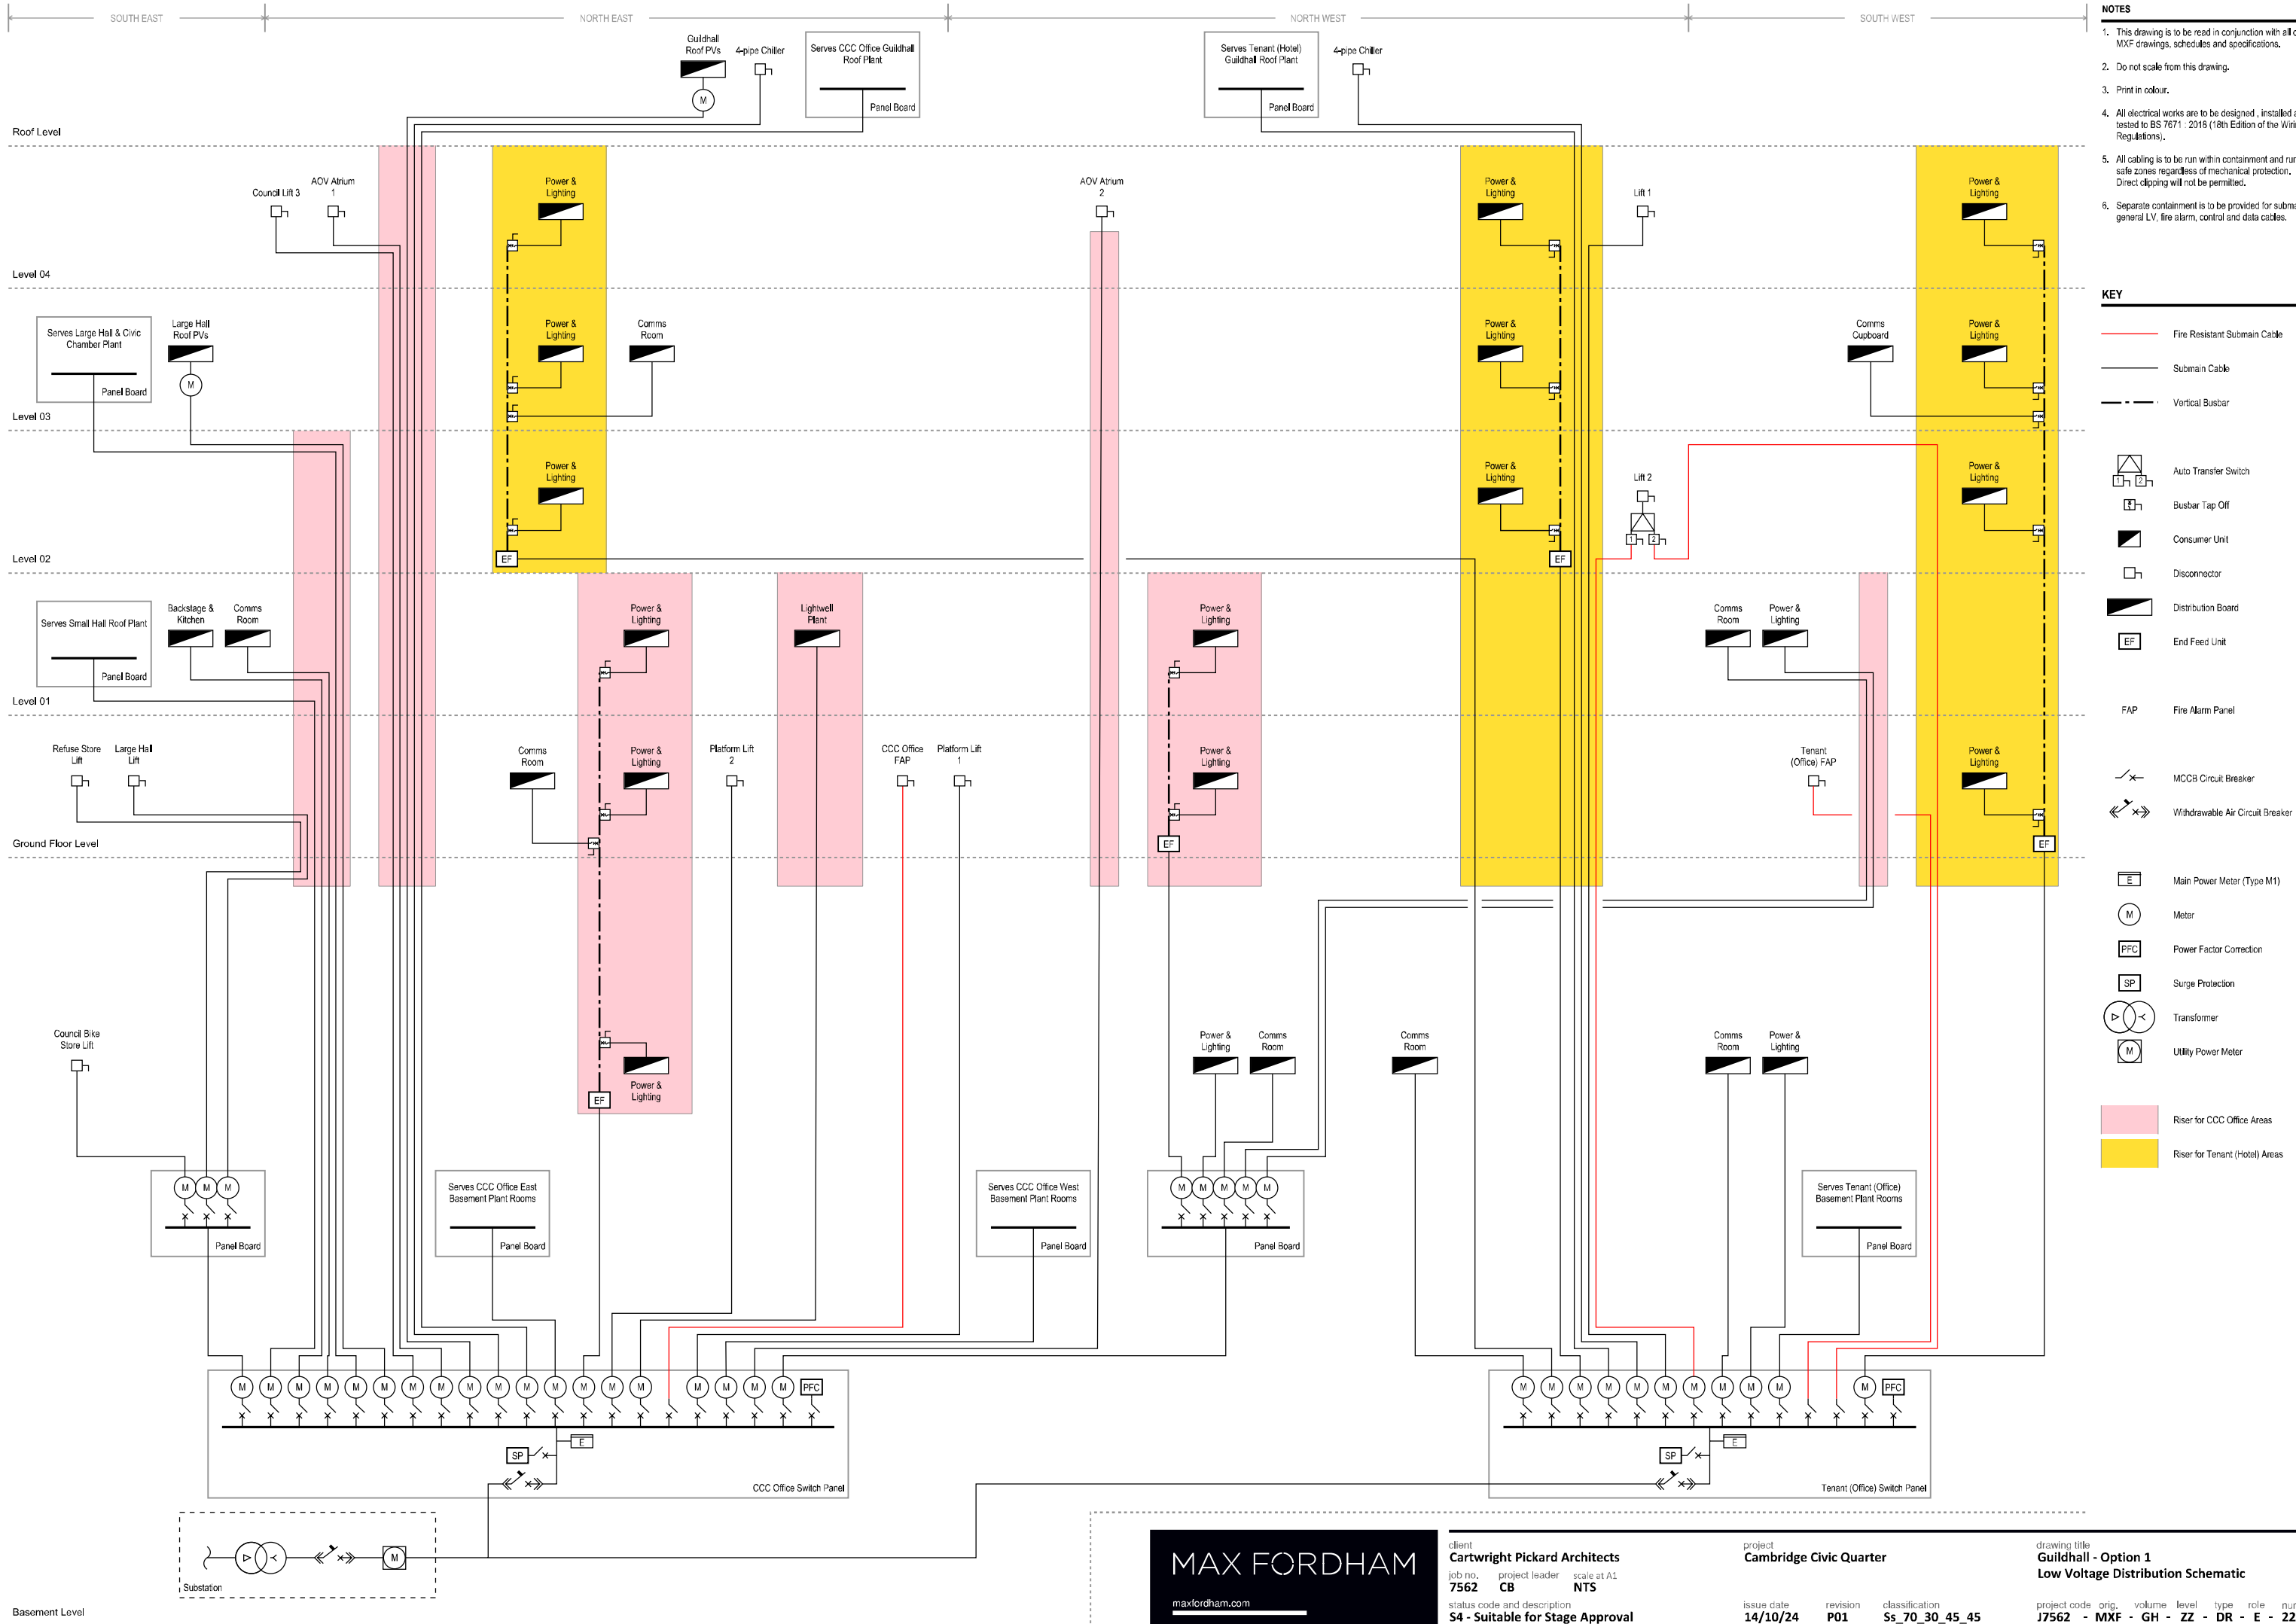 SOUTH EAST
NORTH EAST
NORTH WEST
SOUTH WEST
Guildhall
Roof PVs
M
4-pipe Chiller
Serves CCC Office Guildhall
Roof Plant
Panel Board
Serves Tenant (Hotel)
Guildhall Roof Plant
Panel Board
4-pipe Chiller
Roof Level
Council Lift 3
AOV Atrium
1
Power &
Lighting
AOV Atrium
2
Power &
Lighting
Lift 1
Power &
Lighting
Level 04
Serves Large Hall & Civic
Chamber Plant
Panel Board
Large Hall
Roof PVs
M
Power &
Lighting
Comms
Room
Power &
Lighting
Comms
Cupboard
Power &
Lighting
Level 03
Power &
Lighting
EF
Power &
Lighting
EF
Lift 2
1
2
Power &
Lighting
Level 02
Serves Small Hall Roof Plant
Panel Board
Backstage &
Kitchen
Comms
Room
Power &
Lighting
Lightwell
Plant
Power &
Lighting
Comms
Room
Power &
Lighting
Level 01
Refuse Store
Lift
Large Hall
Lift
Comms
Room
Power &
Lighting
Platform Lift
2
CCC Office
FAP
Platform Lift
1
Power &
Lighting
EF
Tenant
(Office) FAP
Power &
Lighting
EF
Ground Floor Level
Council Bike
Store Lift
Power &
Lighting
EF
Power &
Lighting
Comms
Room
Comms
Room
Comms
Room
Power &
Lighting
M M M
Panel Board
Serves CCC Office East
Basement Plant Rooms
Panel Board
Serves CCC Office West
Basement Plant Rooms
Panel Board
M M M M M
Panel Board
Serves Tenant (Office)
Basement Plant Rooms
Panel Board
M M M M M M M M M M M M M M M M M M M PFC
E
SP
CCC Office Switch Panel
M M M M M M M M M M M PFC
E
SP
Tenant (Office) Switch Panel
M
Substation
Basement Level
NOTES
1. This drawing is to be read in conjunction with all
MXF drawings, schedules and specifications.
2. Do not scale from this drawing.
3. Print in colour.
4. All electrical works are to be designed , installed
tested to BS 7671 : 2018 (18th Edition of the
Regulations).
5. All cabling is to be run within containment and
safe zones regardless of mechanical protection.
Direct clipping will not be permitted.
6. Separate containment is to be provided for
general LV, fire alarm, control and data cables.
KEY
Fire Resistant Submain Cable
Submain Cable
Vertical Busbar
1 2 Auto Transfer Switch
Busbar Tap Off
Consumer Unit
Disconnector
Distribution Board
EF End Feed Unit
FAP Fire Alarm Panel
MCCB Circuit Breaker
Withdrawable Air Circuit Breaker
E Main Power Meter (Type M1)
M Meter
PFC Power Factor Correction
SP Surge Protection
Transformer
M Utility Power Meter
Riser for CCC Office Areas
Riser for Tenant (Hotel) Areas
MAX FORDHAM
maxfordham.com
client
Cartwright Pickard Architects
job no. project leader scale at A1
7562 CB NTS
status code and description
S4 - Suitable for Stage Approval
project
Cambridge Civic Quarter
issue date revision classification
14/10/24 P01 Ss_70_30_45_45
drawing title
Guildhall - Option 1
Low Voltage Distribution Schematic
project code orig. volume level type role
J7562 - MXF - GH - ZZ - DR - E -